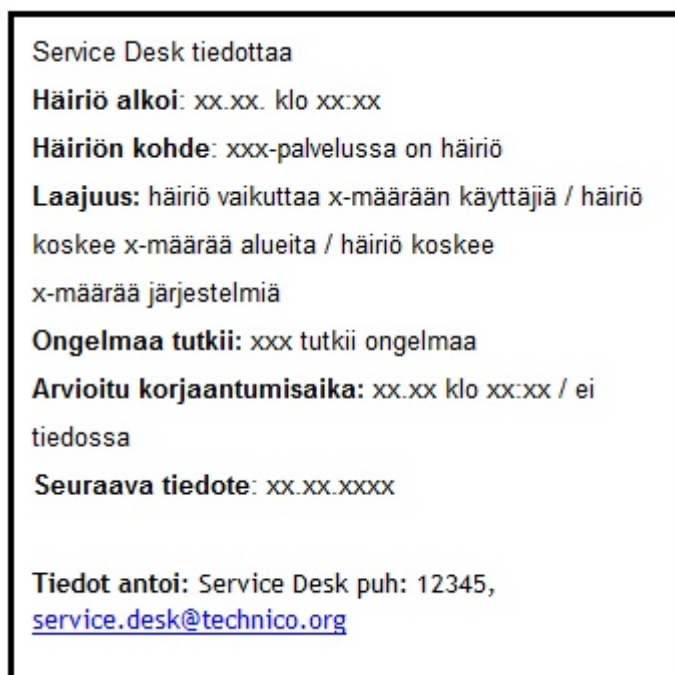 Service Desk tiedottaa
Häiriö alkoi: xx.xx. klo xx:xx
Häiriön kohde: xxx-palvelussa on häiriö
Laajuus: häiriö vaikuttaa x-määrään käyttäjiä / häiriö
koskee x-määrää alueita / häiriö koskee
x-määrää järjestelmiä
Ongelmaa tutkii: xxx tutkii ongelmaa
Arvioitu korjaantumisaika: xx.xx klo xx:xx / ei
tiedossa
Seuraava tiedote: xx.xx.xxxx
Tiedot antoi: Service Desk puh: 12345,
service.desk@technico.org